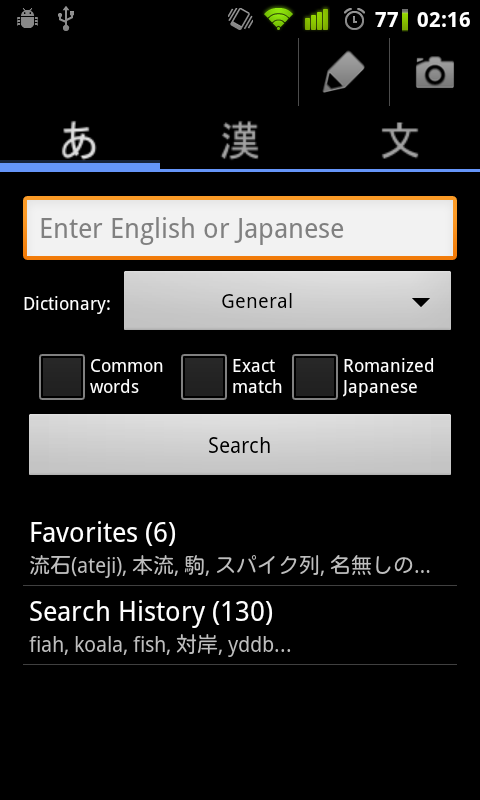 77 02:16
あ 漢 文
Enter English or Japanese
Dictionary: General
Common words Exact match Romanized Japanese
Search
Favorites (6)
流石(ateji), 本流, 駒, スパイク列, 名無しの...
Search History (130)
fiah, koala, fish, 対岸, yddb...